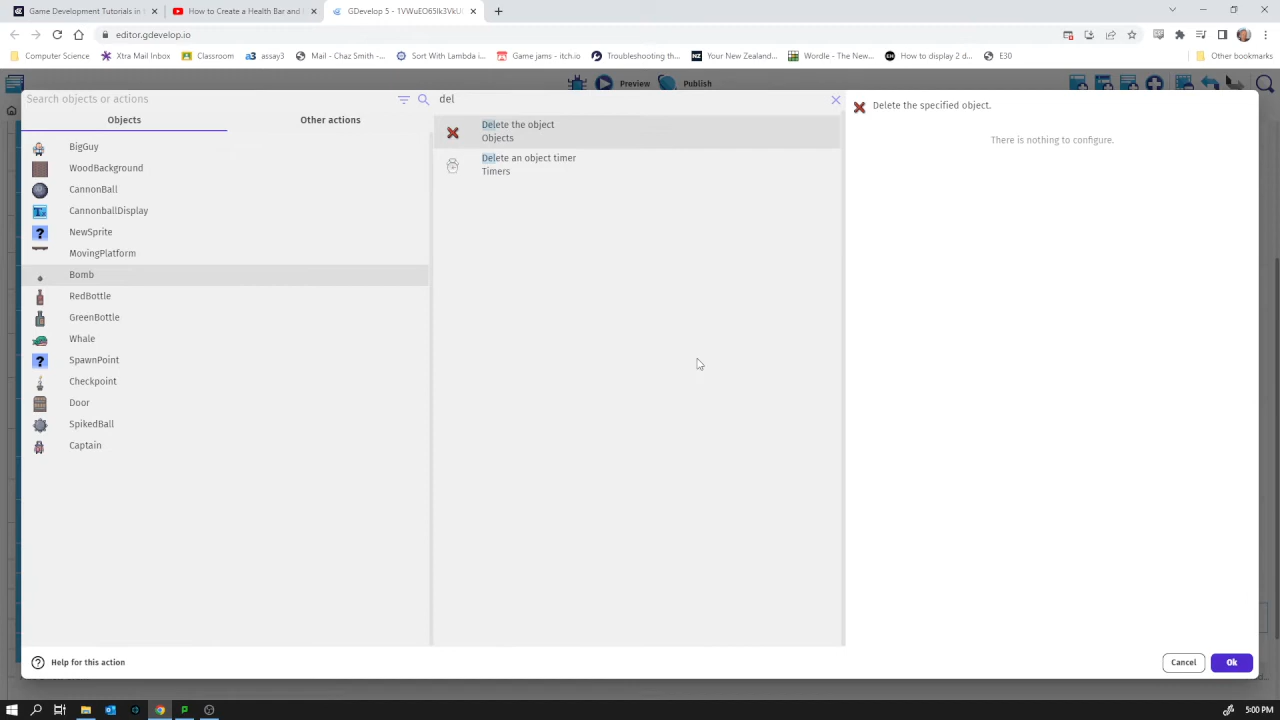 Game Development Tutorials in
How to Create a Health Bar and
GDevelop 5 - 1VWuEO65Ik3VkU
editor.gdevelop.io
Computer Science
Xtra Mail Inbox
Classroom
assay3
Mail - Chaz Smith -...
Sort With Lambda i...
Game jams - itch.io
Troubleshooting th...
Your New Zealand...
Wordle - The New...
How to display 2 d...
E30
Other bookmarks
Preview
Publish
Search objects or actions
del
Delete the specified object.
Objects
Other actions
There is nothing to configure.
BigGuy
WoodBackground
CannonBall
CannonballDisplay
NewSprite
MovingPlatform
Bomb
RedBottle
GreenBottle
Whale
SpawnPoint
Checkpoint
Door
SpikedBall
Captain
Delete the object
Objects
Delete an object timer
Timers
Help for this action
Cancel
Ok
5:00 PM